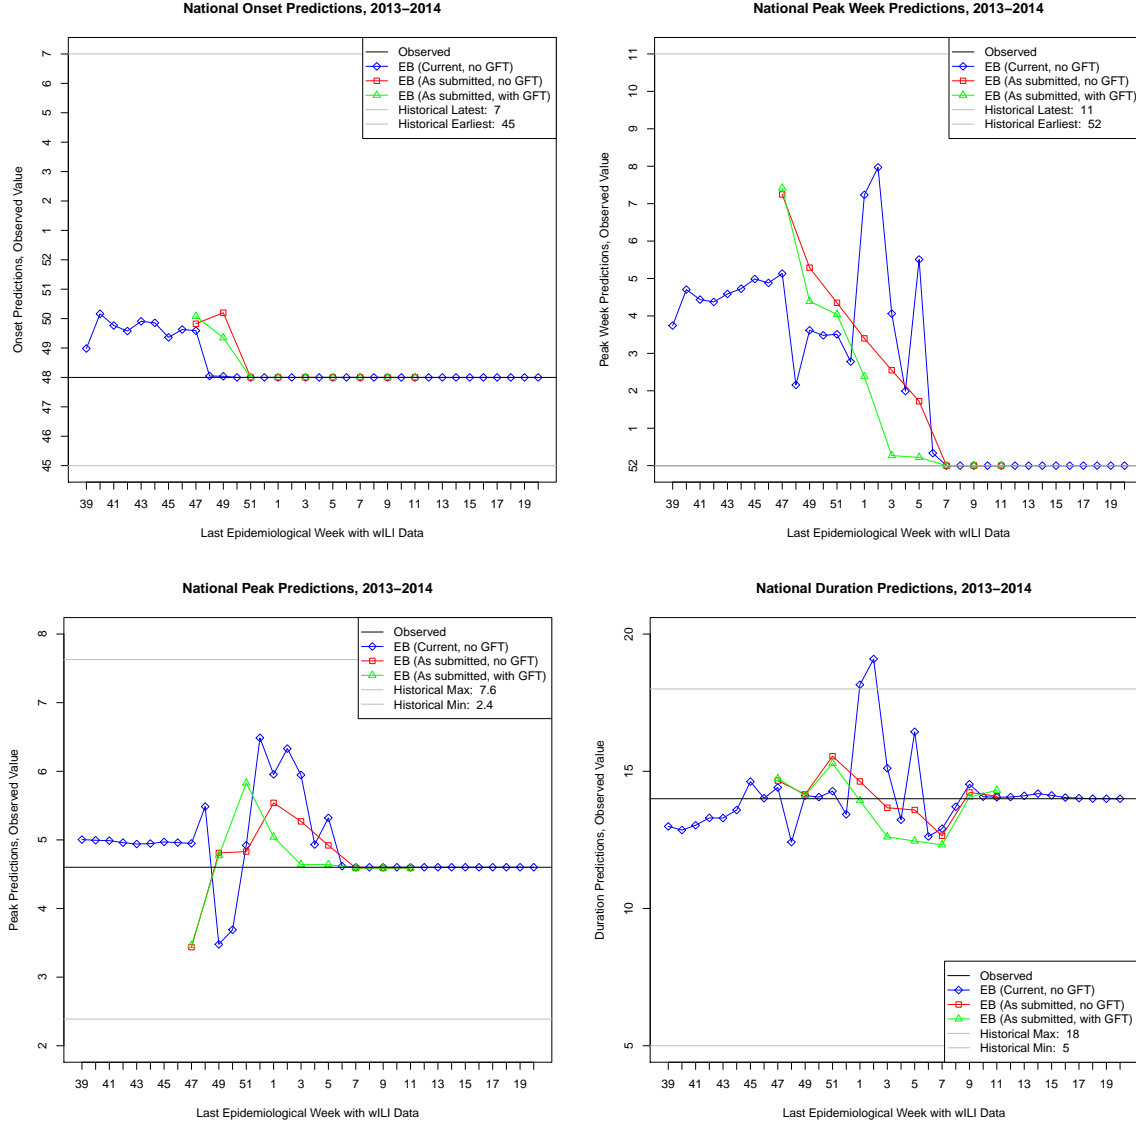 National Onset Predictions, 2013−2014
Onset Predictions, Observed Value
7
6
5
4
3
2
1
52
51
50
49
48
47
46
45
Observed
EB (Current, no GFT)
EB (As submitted, no GFT)
EB (As submitted, with GFT)
Historical Latest: 7
Historical Earliest: 45
39 41 43 45 47 49 51 1 3 5 7 9 11 13 15 17 19
Last Epidemiological Week with wILI Data
National Peak Week Predictions, 2013−2014
Peak Week Predictions, Observed Value
11
10
9
8
7
6
5
4
3
2
1
52
Observed
EB (Current, no GFT)
EB (As submitted, no GFT)
EB (As submitted, with GFT)
Historical Latest: 11
Historical Earliest: 52
39 41 43 45 47 49 51 1 3 5 7 9 11 13 15 17 19
Last Epidemiological Week with wILI Data
National Peak Predictions, 2013−2014
Peak Predictions, Observed Value
8
7
6
5
4
3
2
Observed
EB (Current, no GFT)
EB (As submitted, no GFT)
EB (As submitted, with GFT)
Historical Max: 7.6
Historical Min: 2.4
39 41 43 45 47 49 51 1 3 5 7 9 11 13 15 17 19
Last Epidemiological Week with wILI Data
National Duration Predictions, 2013−2014
Duration Predictions, Observed Value
20
15
10
5
Observed
EB (Current, no GFT)
EB (As submitted, no GFT)
EB (As submitted, with GFT)
Historical Max: 18
Historical Min: 5
39 41 43 45 47 49 51 1 3 5 7 9 11 13 15 17 19
Last Epidemiological Week with wILI Data